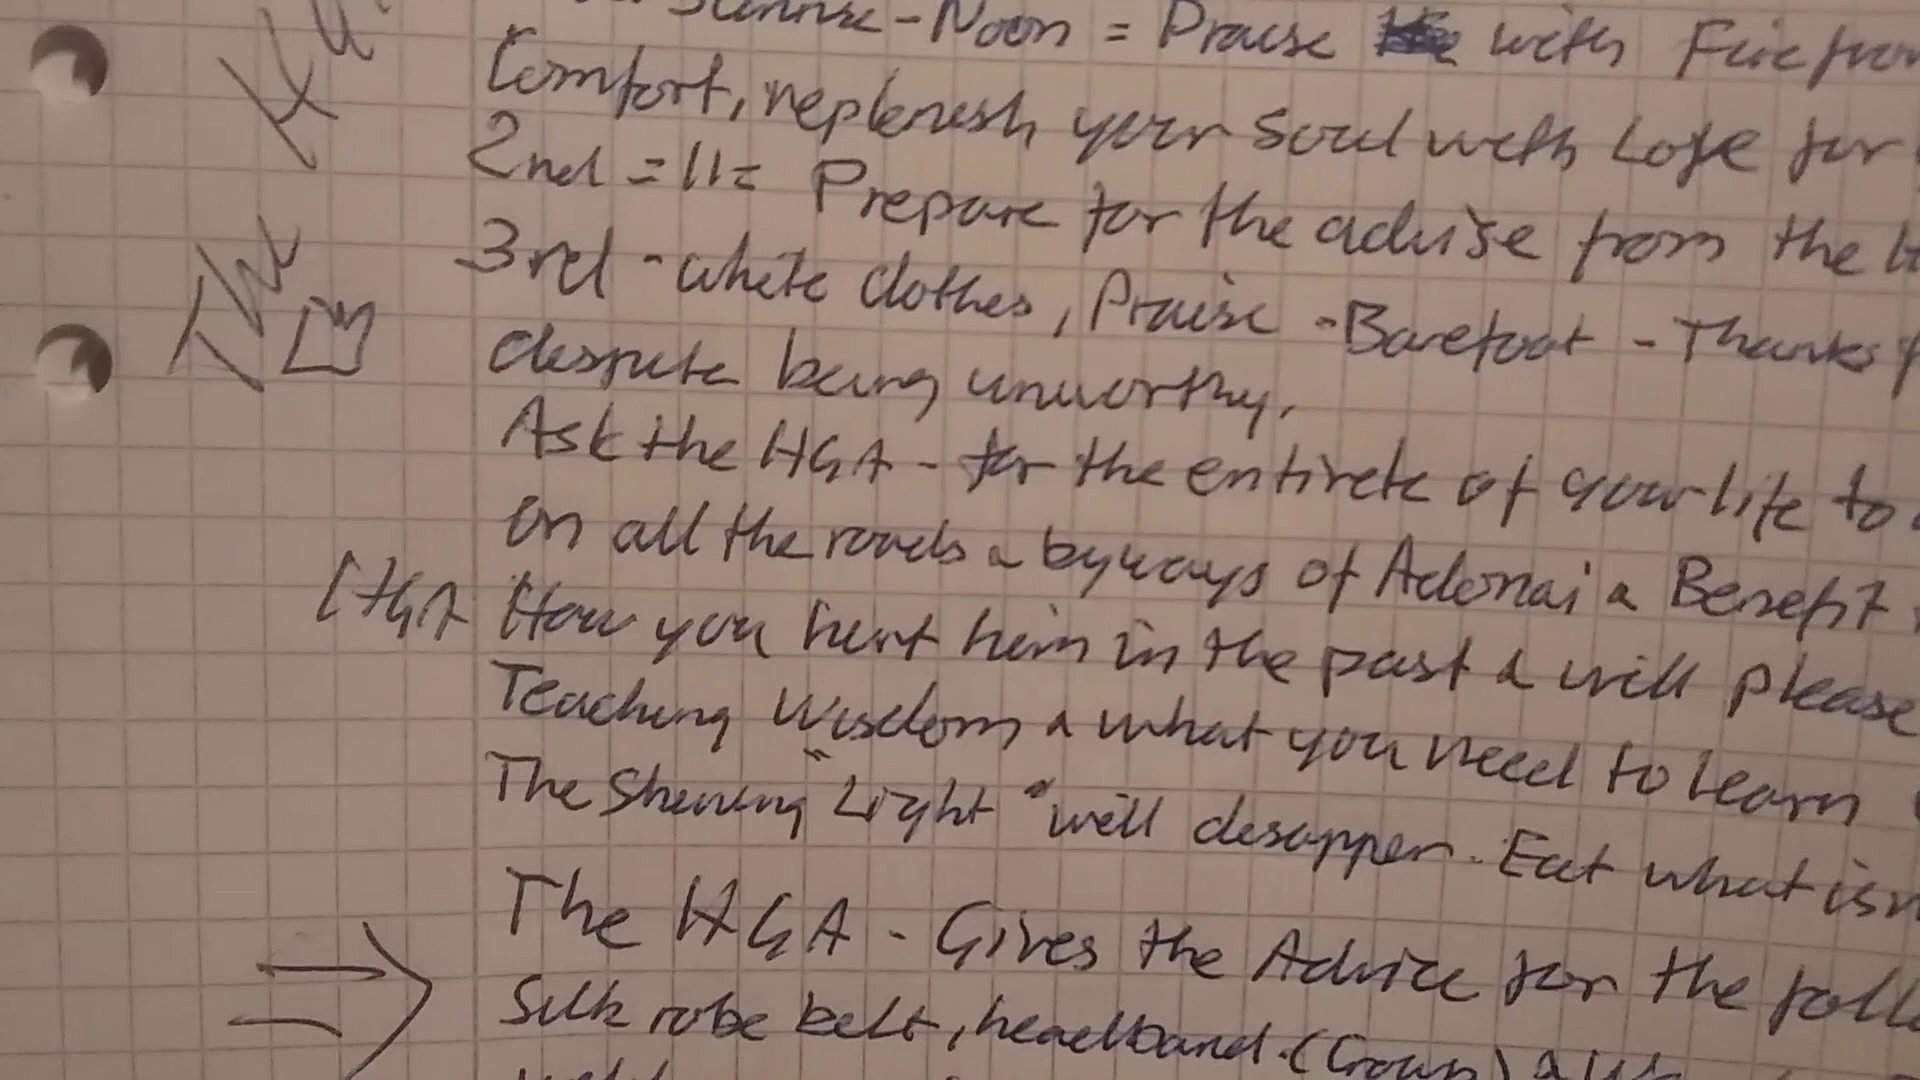 Sunrise - Noon = Praise with Fire from
Comfort, replenish your Soul with Love for
2nd = 11 = Prepare for the advise from the
3rd - white clothes, Praise - Barefoot - Thanks
despite being unworthy.
Ask the HGA - for the entirete of your life to
on all the roads & byways of Adonai & Benefit
HGA How you hurt him in the past & will please
Teaching Wisdom & what you need to learn
The Shining "Light" will disapper. Eat what
The HGA - Gives the Advice for the
Silk robe belt, headband. (Crown) &
The